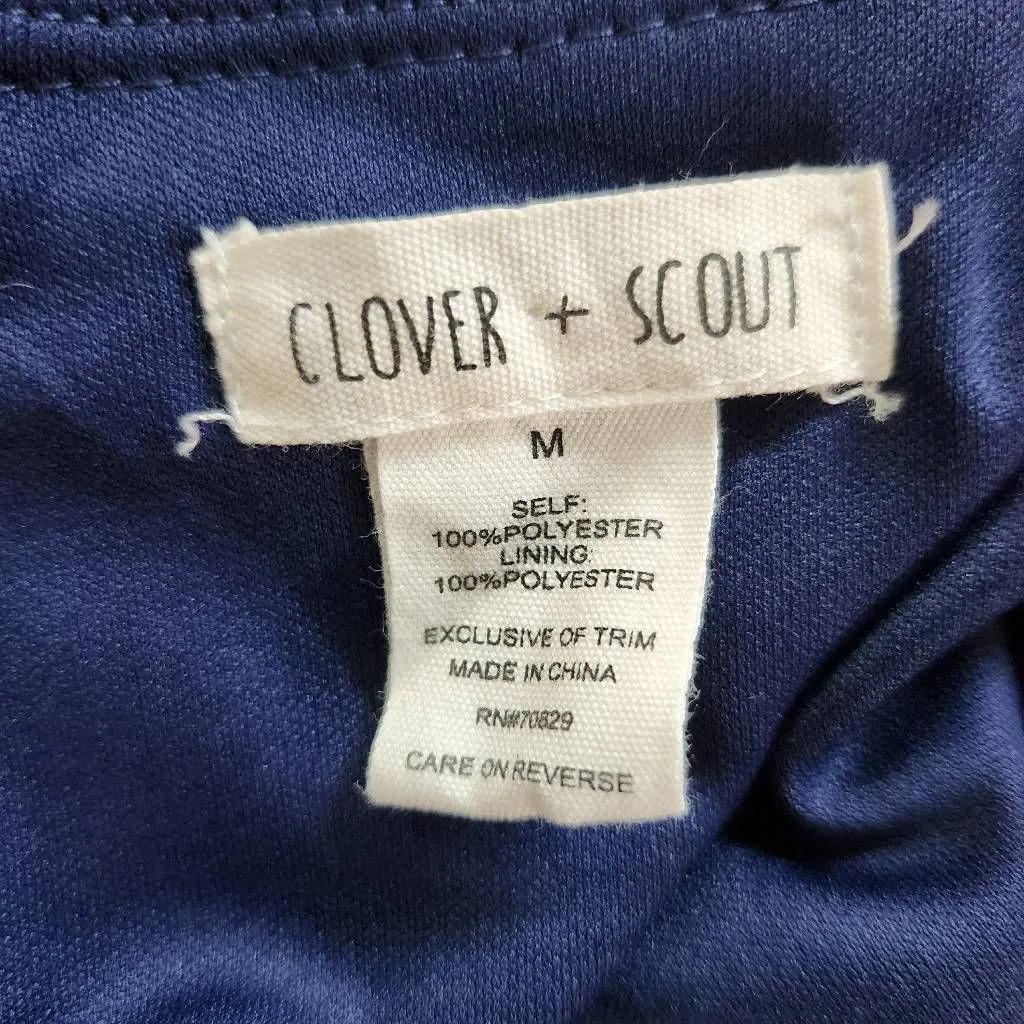 CLOVER + SCOUT
M
SELF:
100%POLYESTER
LINING:
100%POLYESTER
EXCLUSIVE OF TRIM
MADE IN CHINA
RN#70829
CARE ON REVERSE